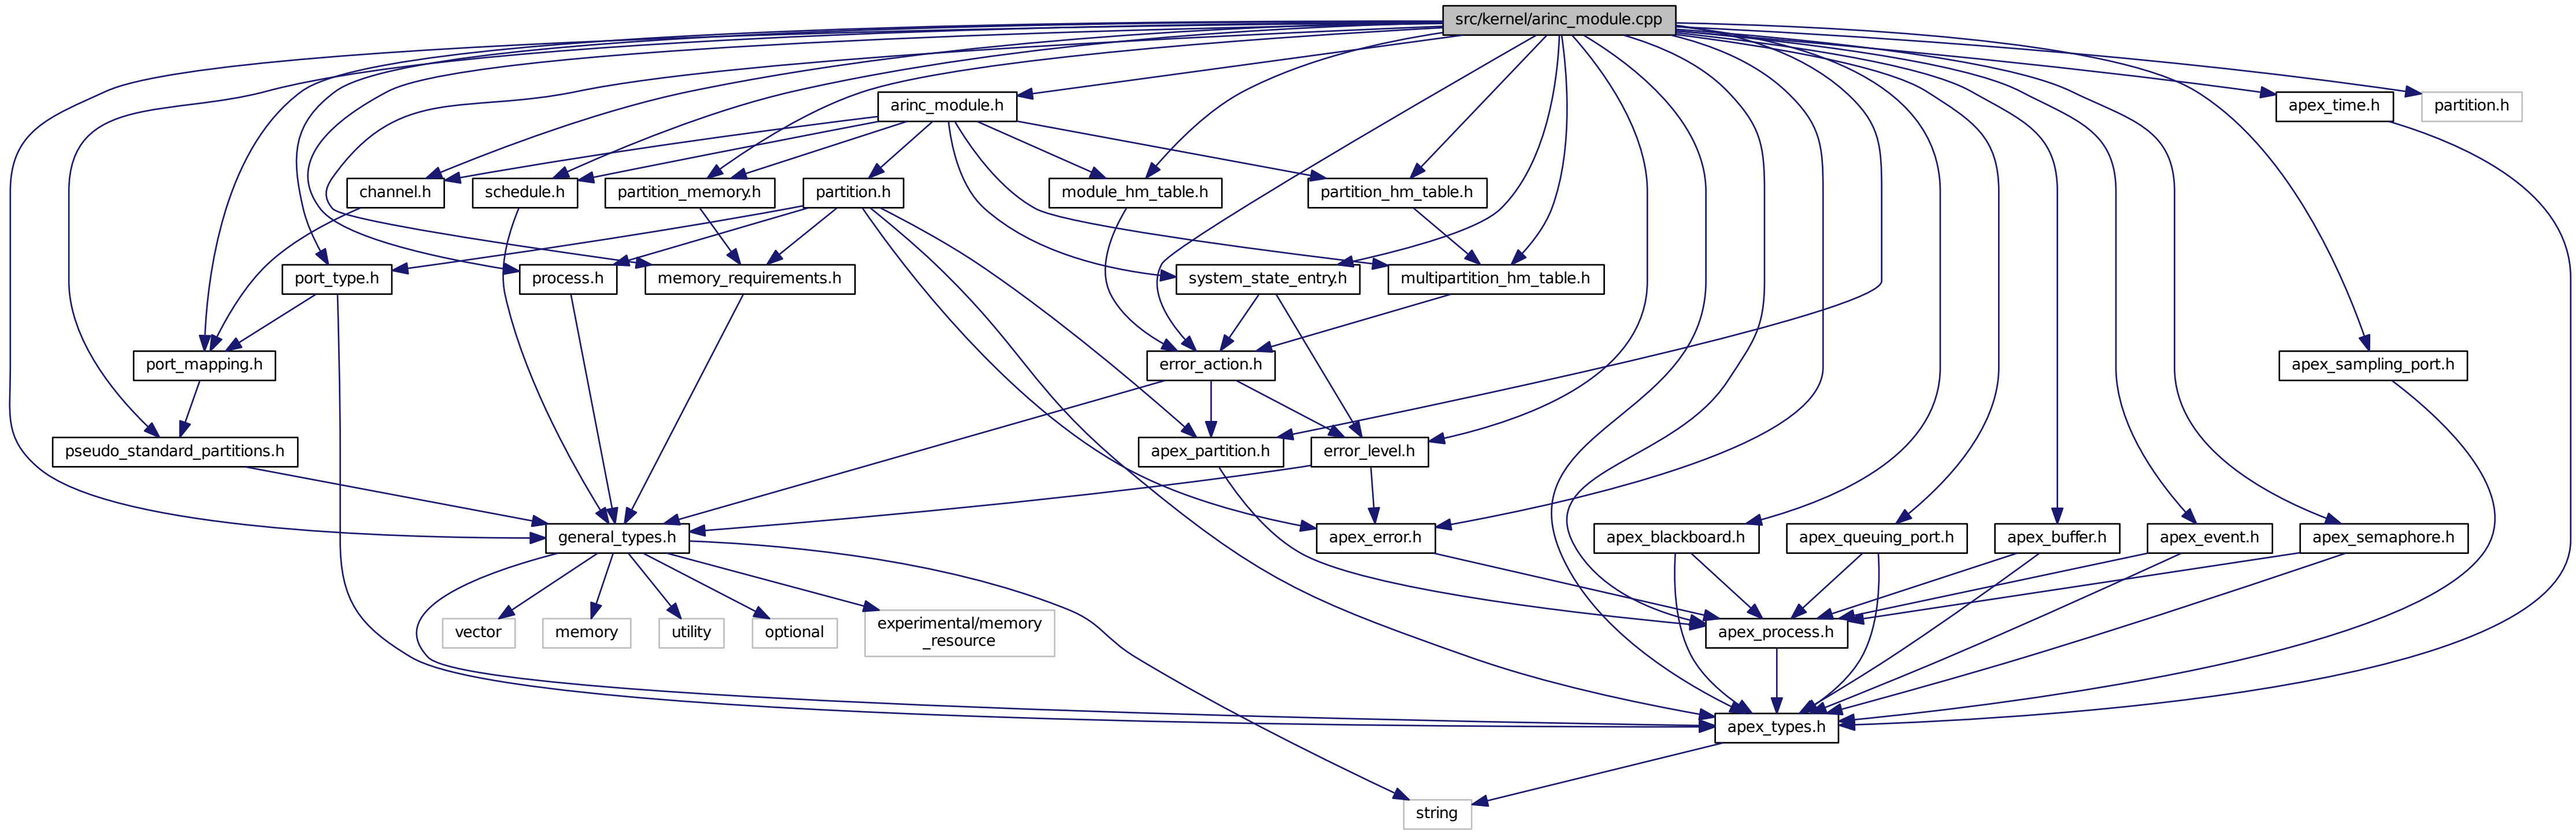 src/kernel/arinc_module.cpp
arinc_module.h
apex_time.h
partition.h
channel.h
schedule.h
partition_memory.h
partition.h
module_hm_table.h
partition_hm_table.h
port_type.h
process.h
memory_requirements.h
system_state_entry.h
multipartition_hm_table.h
port_mapping.h
error_action.h
apex_sampling_port.h
pseudo_standard_partitions.h
apex_partition.h
error_level.h
general_types.h
apex_error.h
apex_blackboard.h
apex_queuing_port.h
apex_buffer.h
apex_event.h
apex_semaphore.h
vector
memory
utility
optional
experimental/memory
_resource
apex_process.h
apex_types.h
string